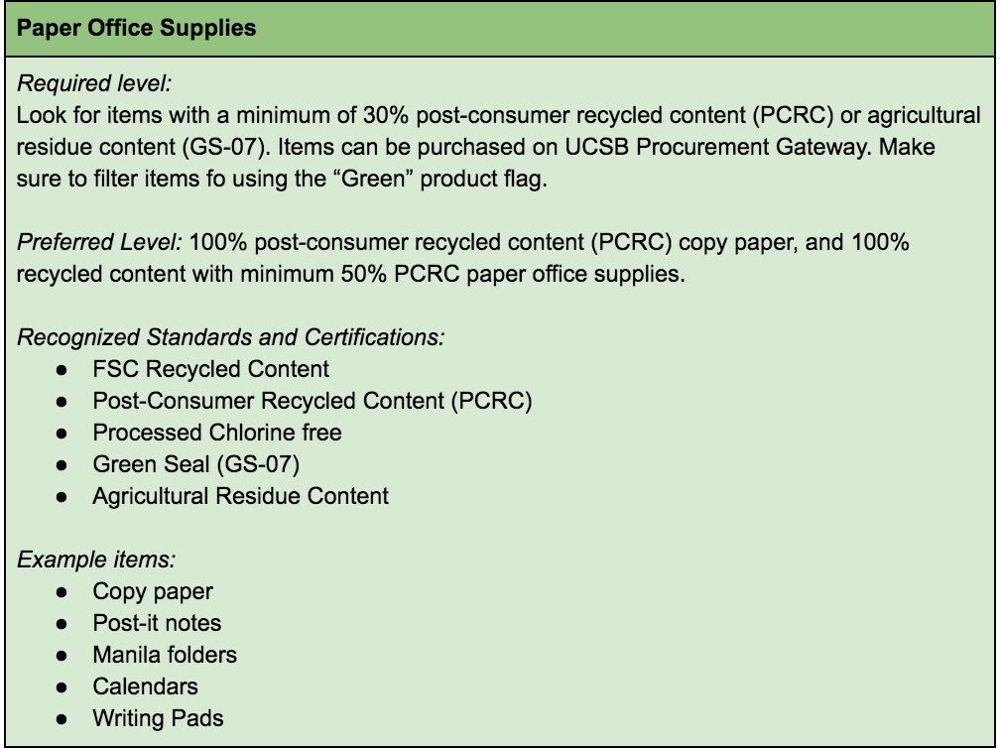 Paper Office Supplies
Required level:
Look for items with a minimum of 30% post-consumer recycled content (PCRC) or agricultural
residue content (GS-07). Items can be purchased on UCSB Procurement Gateway. Make
sure to filter items fo using the “Green” product flag.
Preferred Level: 100% post-consumer recycled content (PCRC) copy paper, and 100%
recycled content with minimum 50% PCRC paper office supplies.
Recognized Standards and Certifications:
● FSC Recycled Content
● Post-Consumer Recycled Content (PCRC)
● Processed Chlorine free
● Green Seal (GS-07)
● Agricultural Residue Content
Example items:
● Copy paper
● Post-it notes
● Manila folders
● Calendars
● Writing Pads